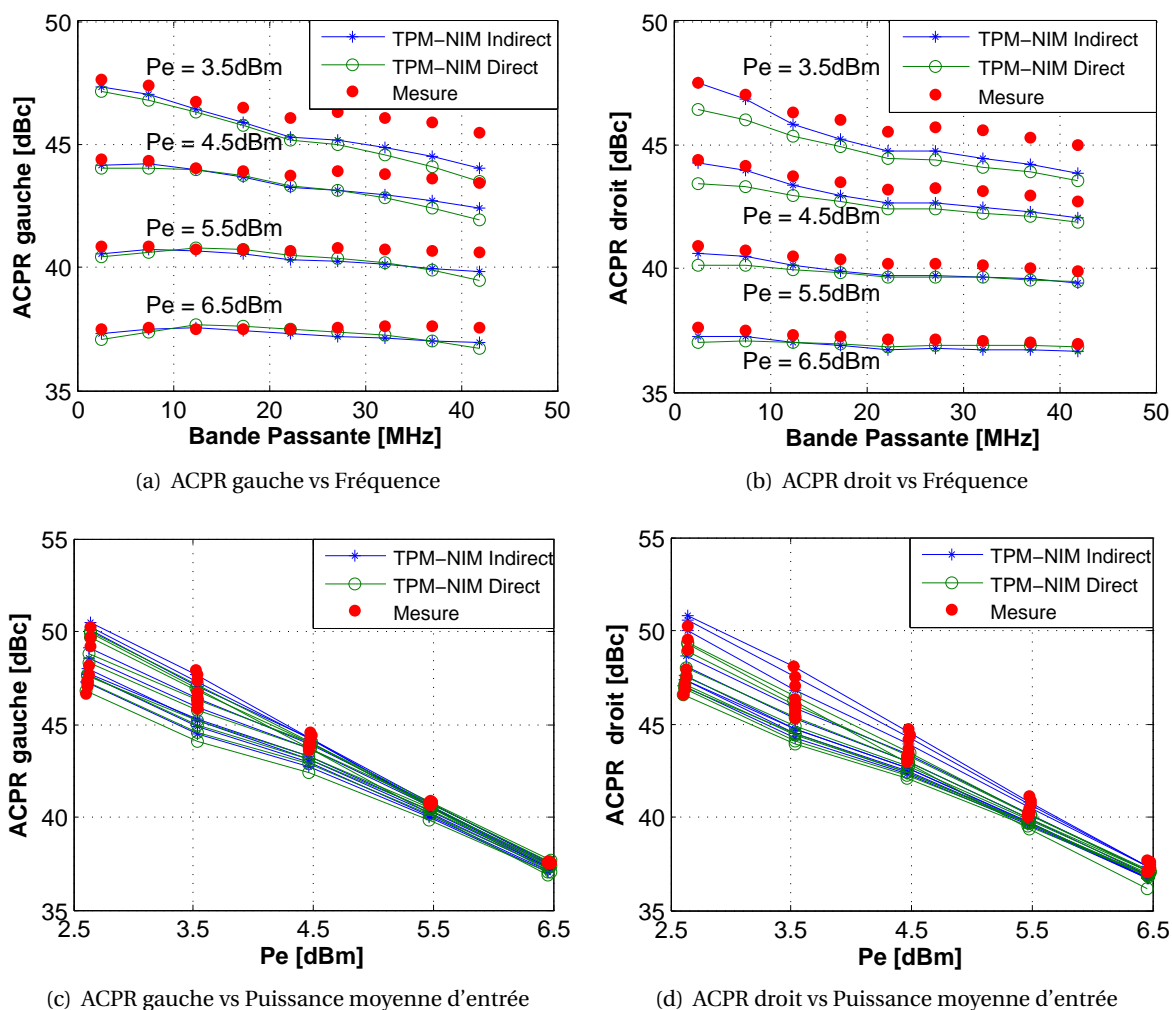 50
45
40
35
ACPR gauche [dBc]
TPM−NIM Indirect
TPM−NIM Direct
Mesure
Pe = 3.5dBm
Pe = 4.5dBm
Pe = 5.5dBm
Pe = 6.5dBm
0 10 20 30 40 50
Bande Passante [MHz]
(a) ACPR gauche vs Fréquence
50
45
40
35
ACPR droit [dBc]
TPM−NIM Indirect
TPM−NIM Direct
Mesure
Pe = 3.5dBm
Pe = 4.5dBm
Pe = 5.5dBm
Pe = 6.5dBm
0 10 20 30 40 50
Bande Passante [MHz]
(b) ACPR droit vs Fréquence
55
50
45
40
35
ACPR gauche [dBc]
TPM−NIM Indirect
TPM−NIM Direct
Mesure
2.5 3.5 4.5 5.5 6.5
Pe [dBm]
(c) ACPR gauche vs Puissance moyenne d'entrée
55
50
45
40
35
ACPR droit [dBc]
TPM−NIM Indirect
TPM−NIM Direct
Mesure
2.5 3.5 4.5 5.5 6.5
Pe [dBm]
(d) ACPR droit vs Puissance moyenne d'entrée